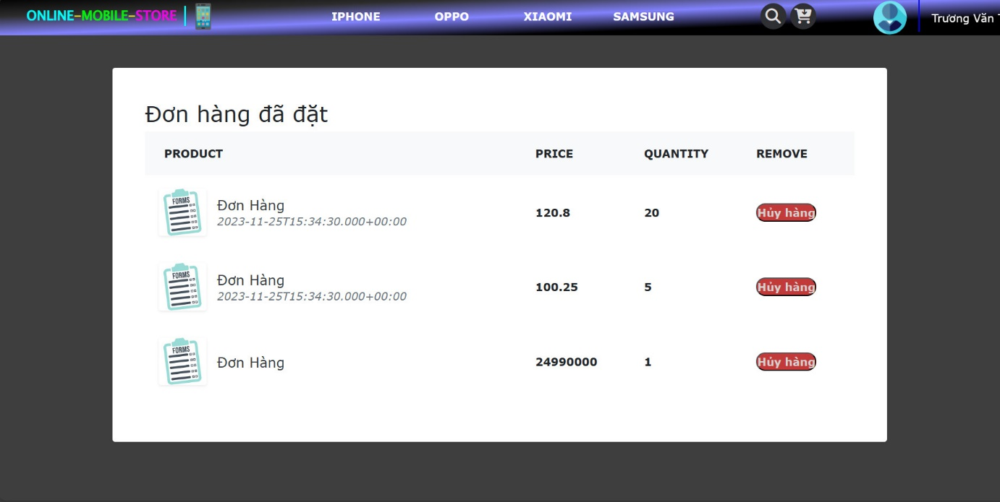 ONLINE-MOBILE-STORE
IPHONE OPPO XIAOMI SAMSUNG
Trương Văn
Đơn hàng đã đặt
PRODUCT PRICE QUANTITY REMOVE
FORMS
Đơn Hàng
2023-11-25T15:34:30.000+00:00
120.8 20 Hủy hàng
FORMS
Đơn Hàng
2023-11-25T15:34:30.000+00:00
100.25 5 Hủy hàng
FORMS
Đơn Hàng 24990000 1 Hủy hàng